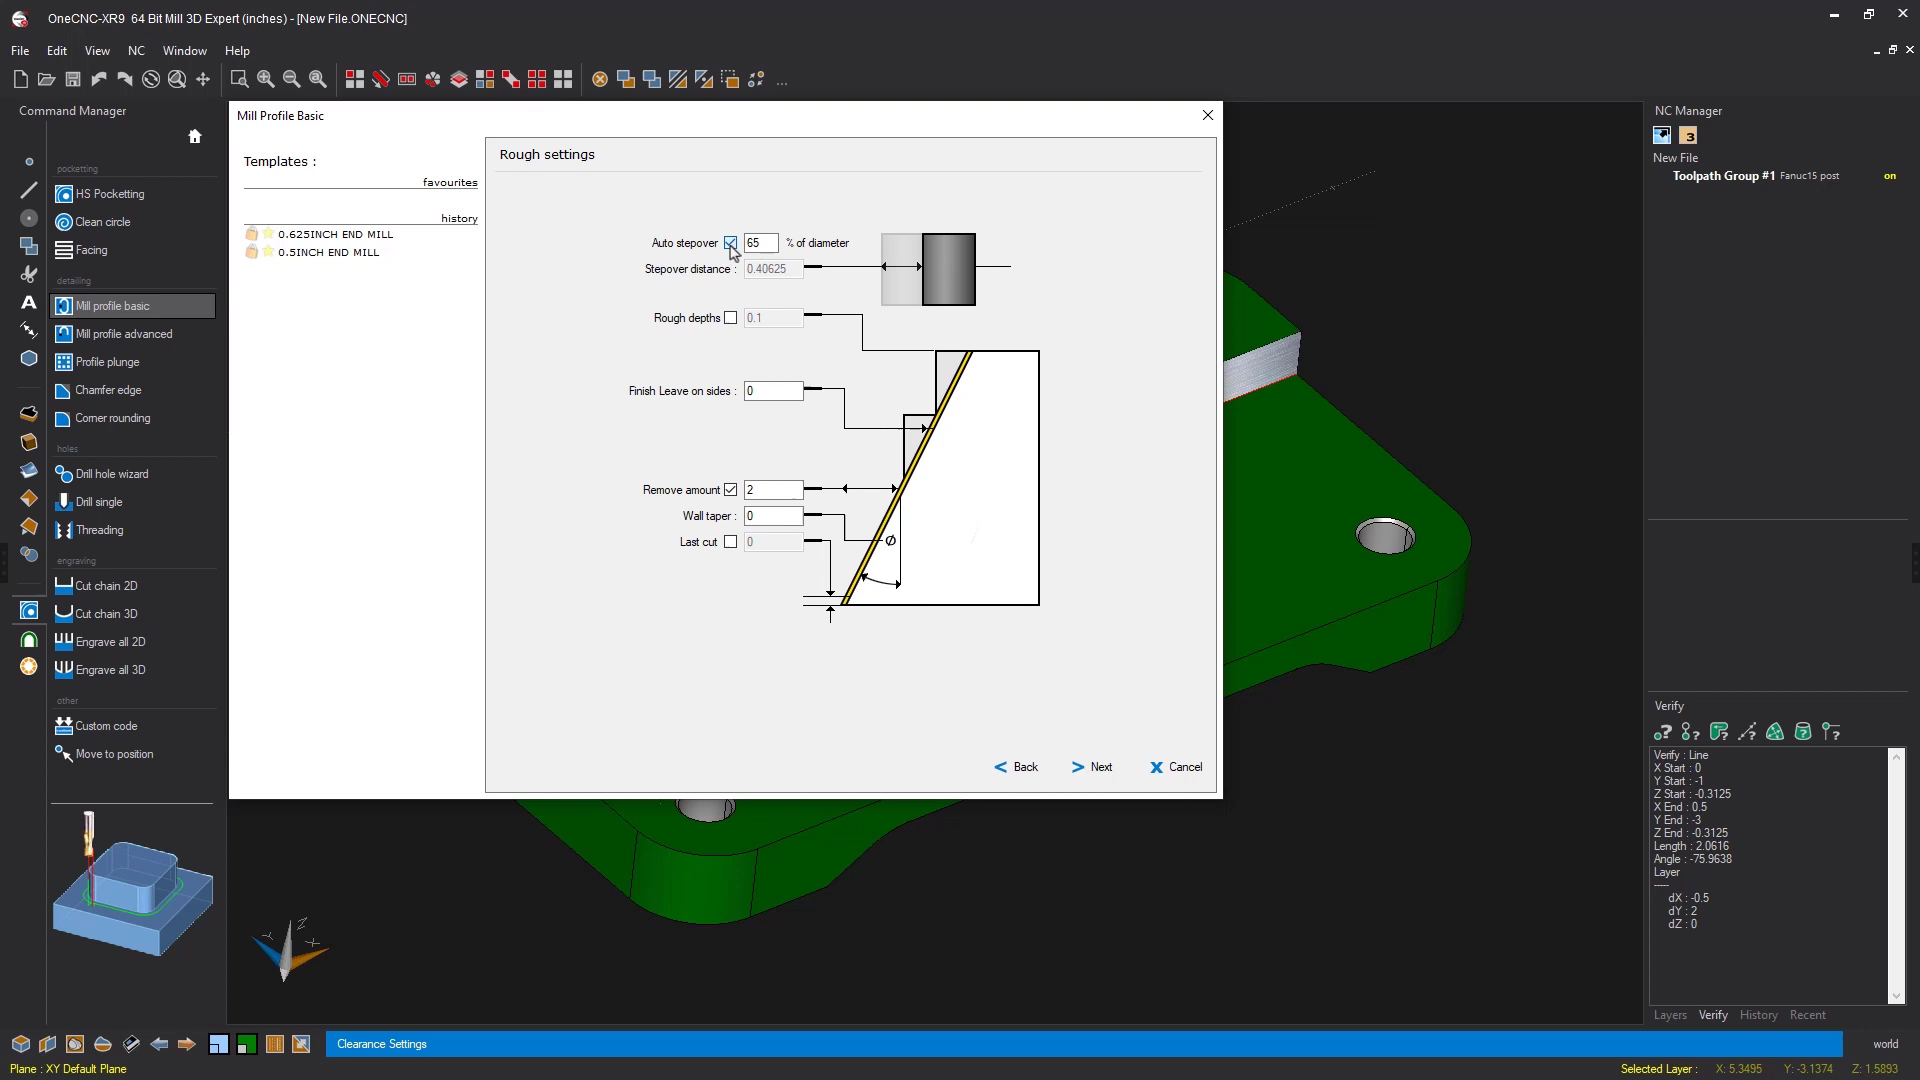 OneCNC-XR9 64 Bit Mill 3D Expert (inches) - [New File.ONECNC]
File Edit View NC Window Help
Command Manager
pocketting
HS Pocketting
Clean circle
Facing
detailing
Mill profile basic
Mill profile advanced
Profile plunge
Chamfer edge
Corner rounding
holes
Drill hole wizard
Drill single
Threading
engraving
Cut chain 2D
Cut chain 3D
Engrave all 2D
Engrave all 3D
other
Custom code
Move to position
Mill Profile Basic
Templates :
favourites
history
0.625INCH END MILL
0.5INCH END MILL
Rough settings
Auto stepover 65 % of diameter
Stepover distance : 0.40625
Rough depths 0.1
Finish Leave on sides : 0
Remove amount 2
Wall taper : 0
Last cut 0
Ø
Back Next Cancel
NC Manager
3
New File
Toolpath Group #1 Fanuc15 post on
Verify
Verify : Line
X Start : 0
Y Start : -1
Z Start : -0.3125
X End : 0.5
Y End : -3
Z End : -0.3125
Length : 2.0616
Angle : -75.9638
Layer
-----
dX : -0.5
dY : 2
dZ : 0
Layers Verify History Recent
Z
Y X
Clearance Settings
world
Plane : XY Default Plane
Selected Layer : X: 5.3495 Y: -3.1374 Z: 1.5893